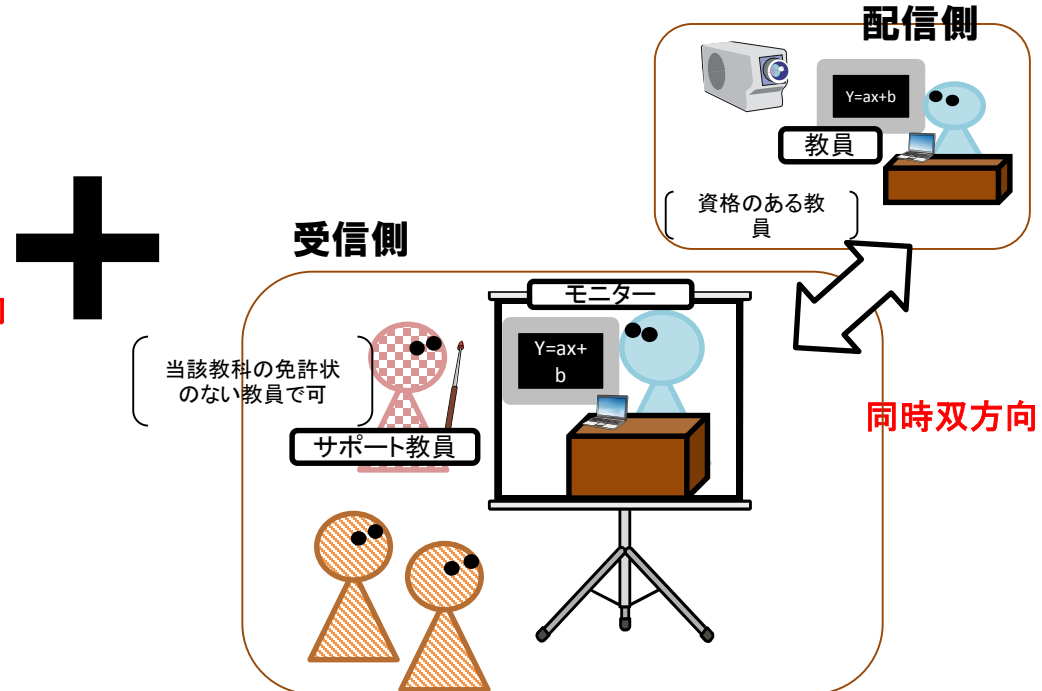 配信側
Y=ax+b
教員
資格のある教
員
受信側
モニター
Y=ax+
b
当該教科の免許状
のない教員で可
サポート教員
同時双方向